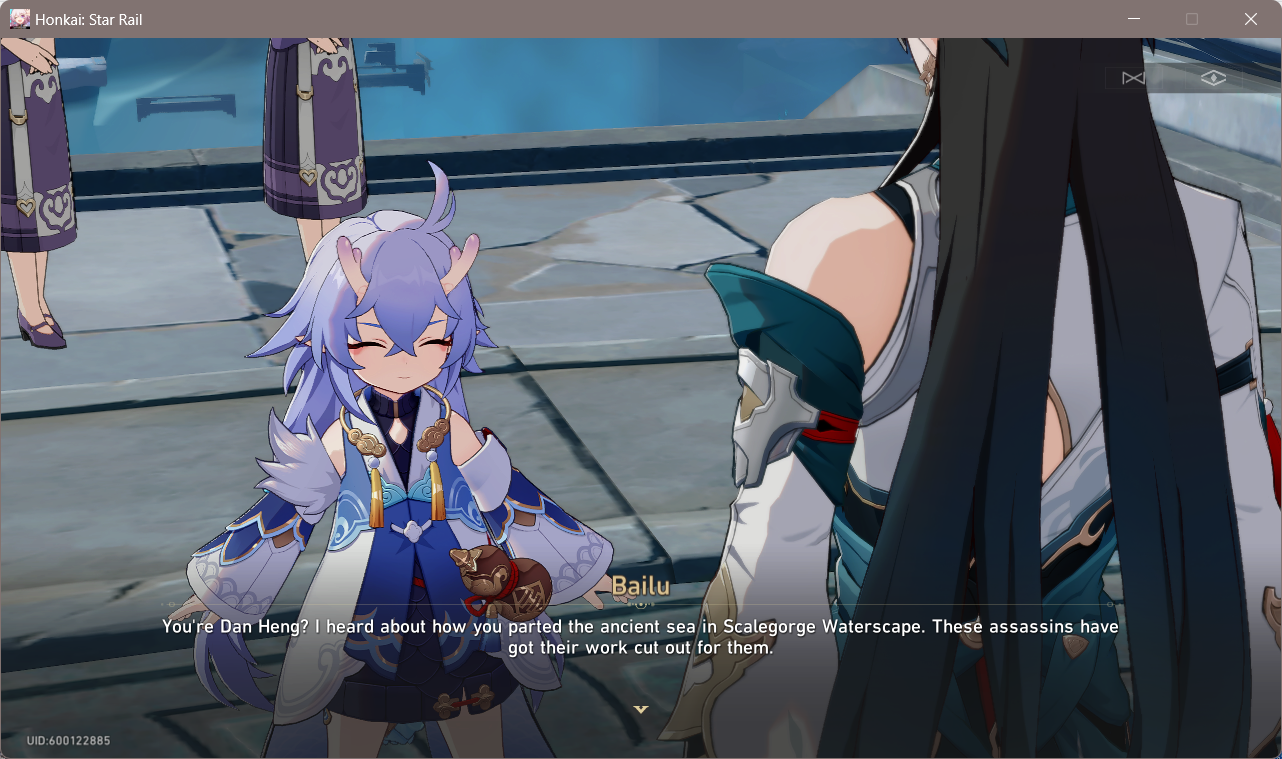 Honkai: Star Rail
Bailu
You're Dan Heng? I heard about how you parted the ancient sea in Scalegorge Waterscape. These assassins have
got their work cut out for them.
UID:600122885